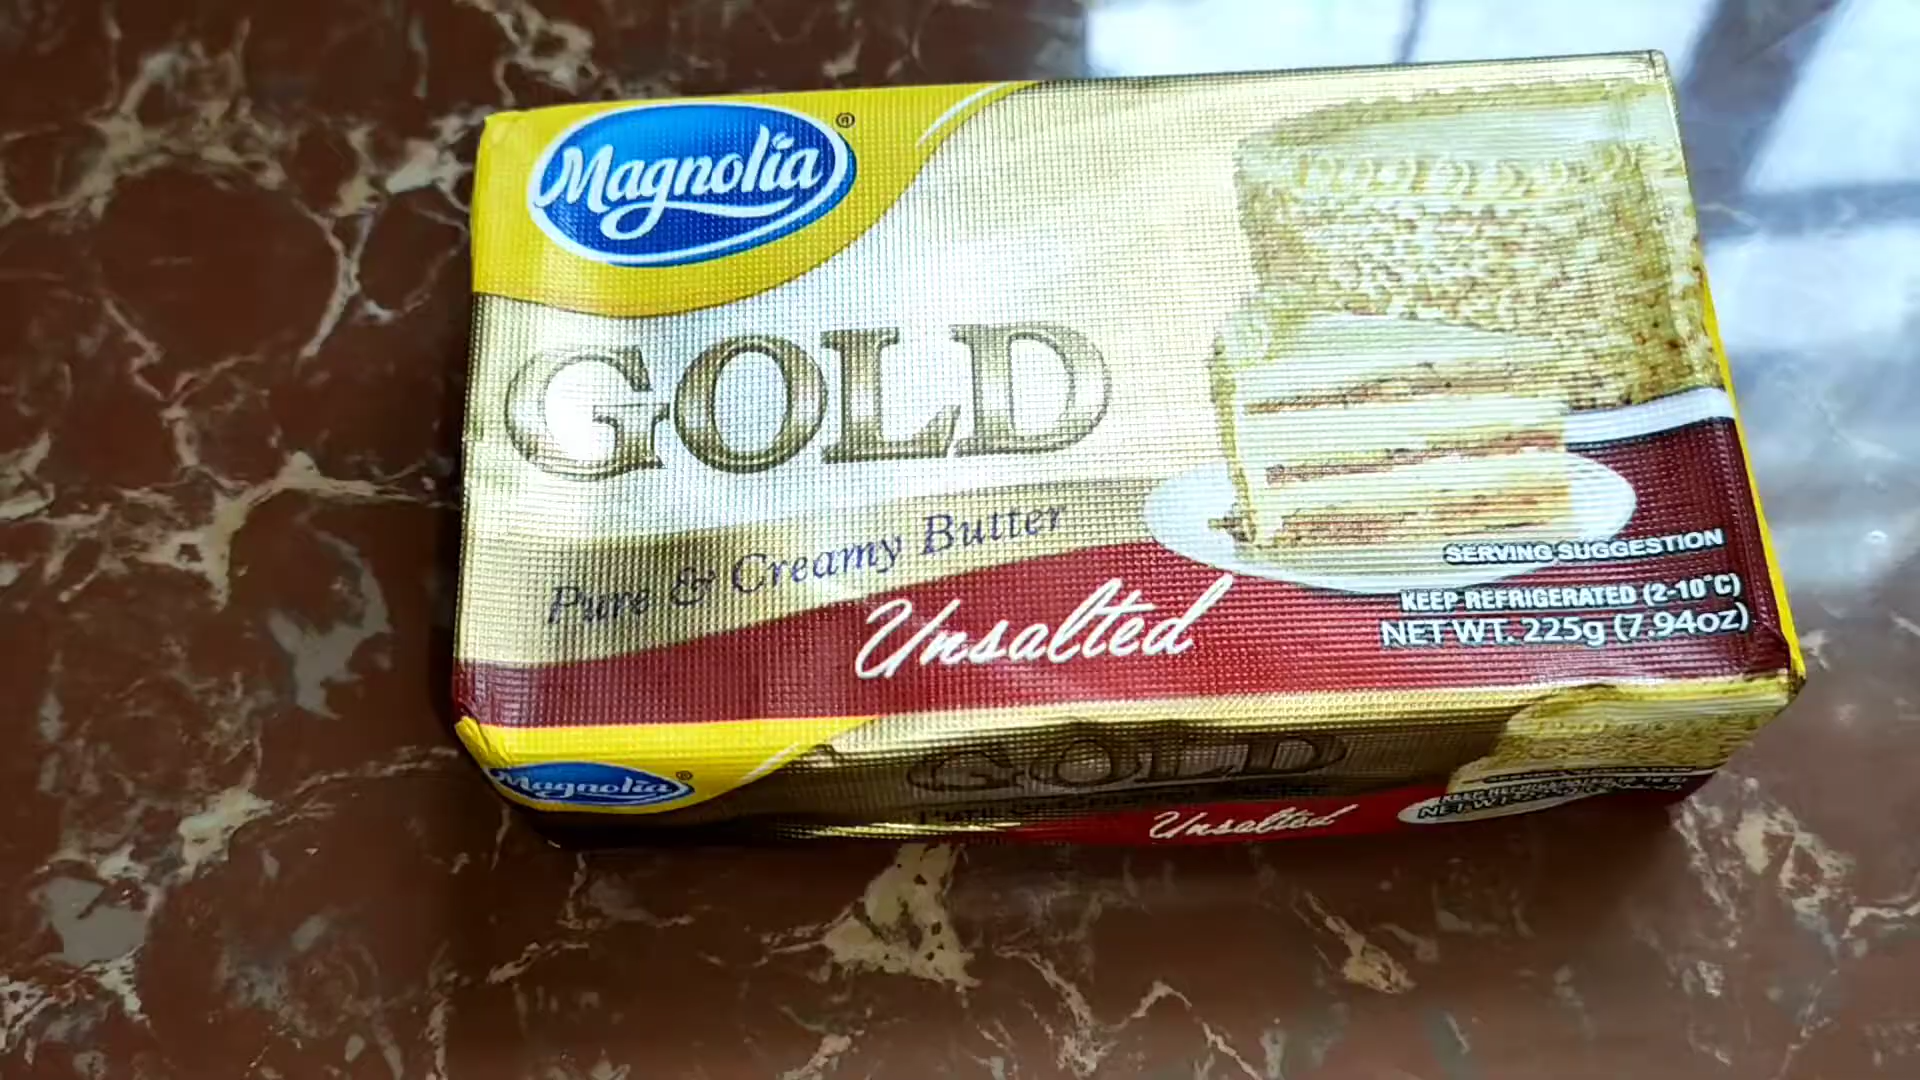 Magnolia®
GOLD
Pure & Creamy Butter
Unsalted
SERVING SUGGESTION
KEEP REFRIGERATED (2-10°C)
NET WT. 225g (7.94oz)
Magnolia®
GOLD
Unsalted